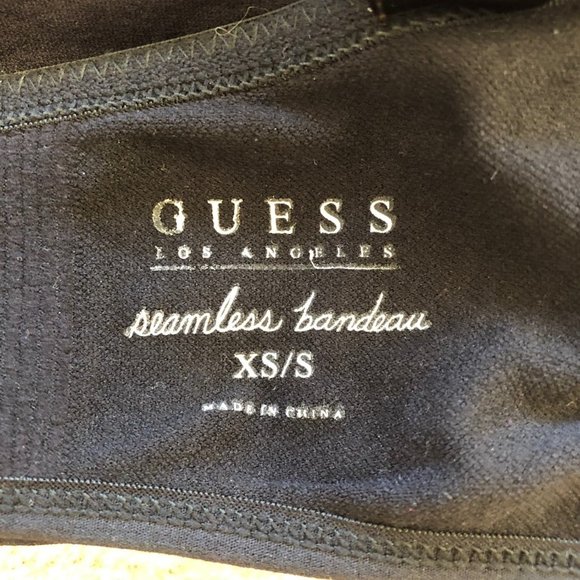 GUESS
LOS ANGELES
seamless bandeau
XS/S
MADE IN CHINA